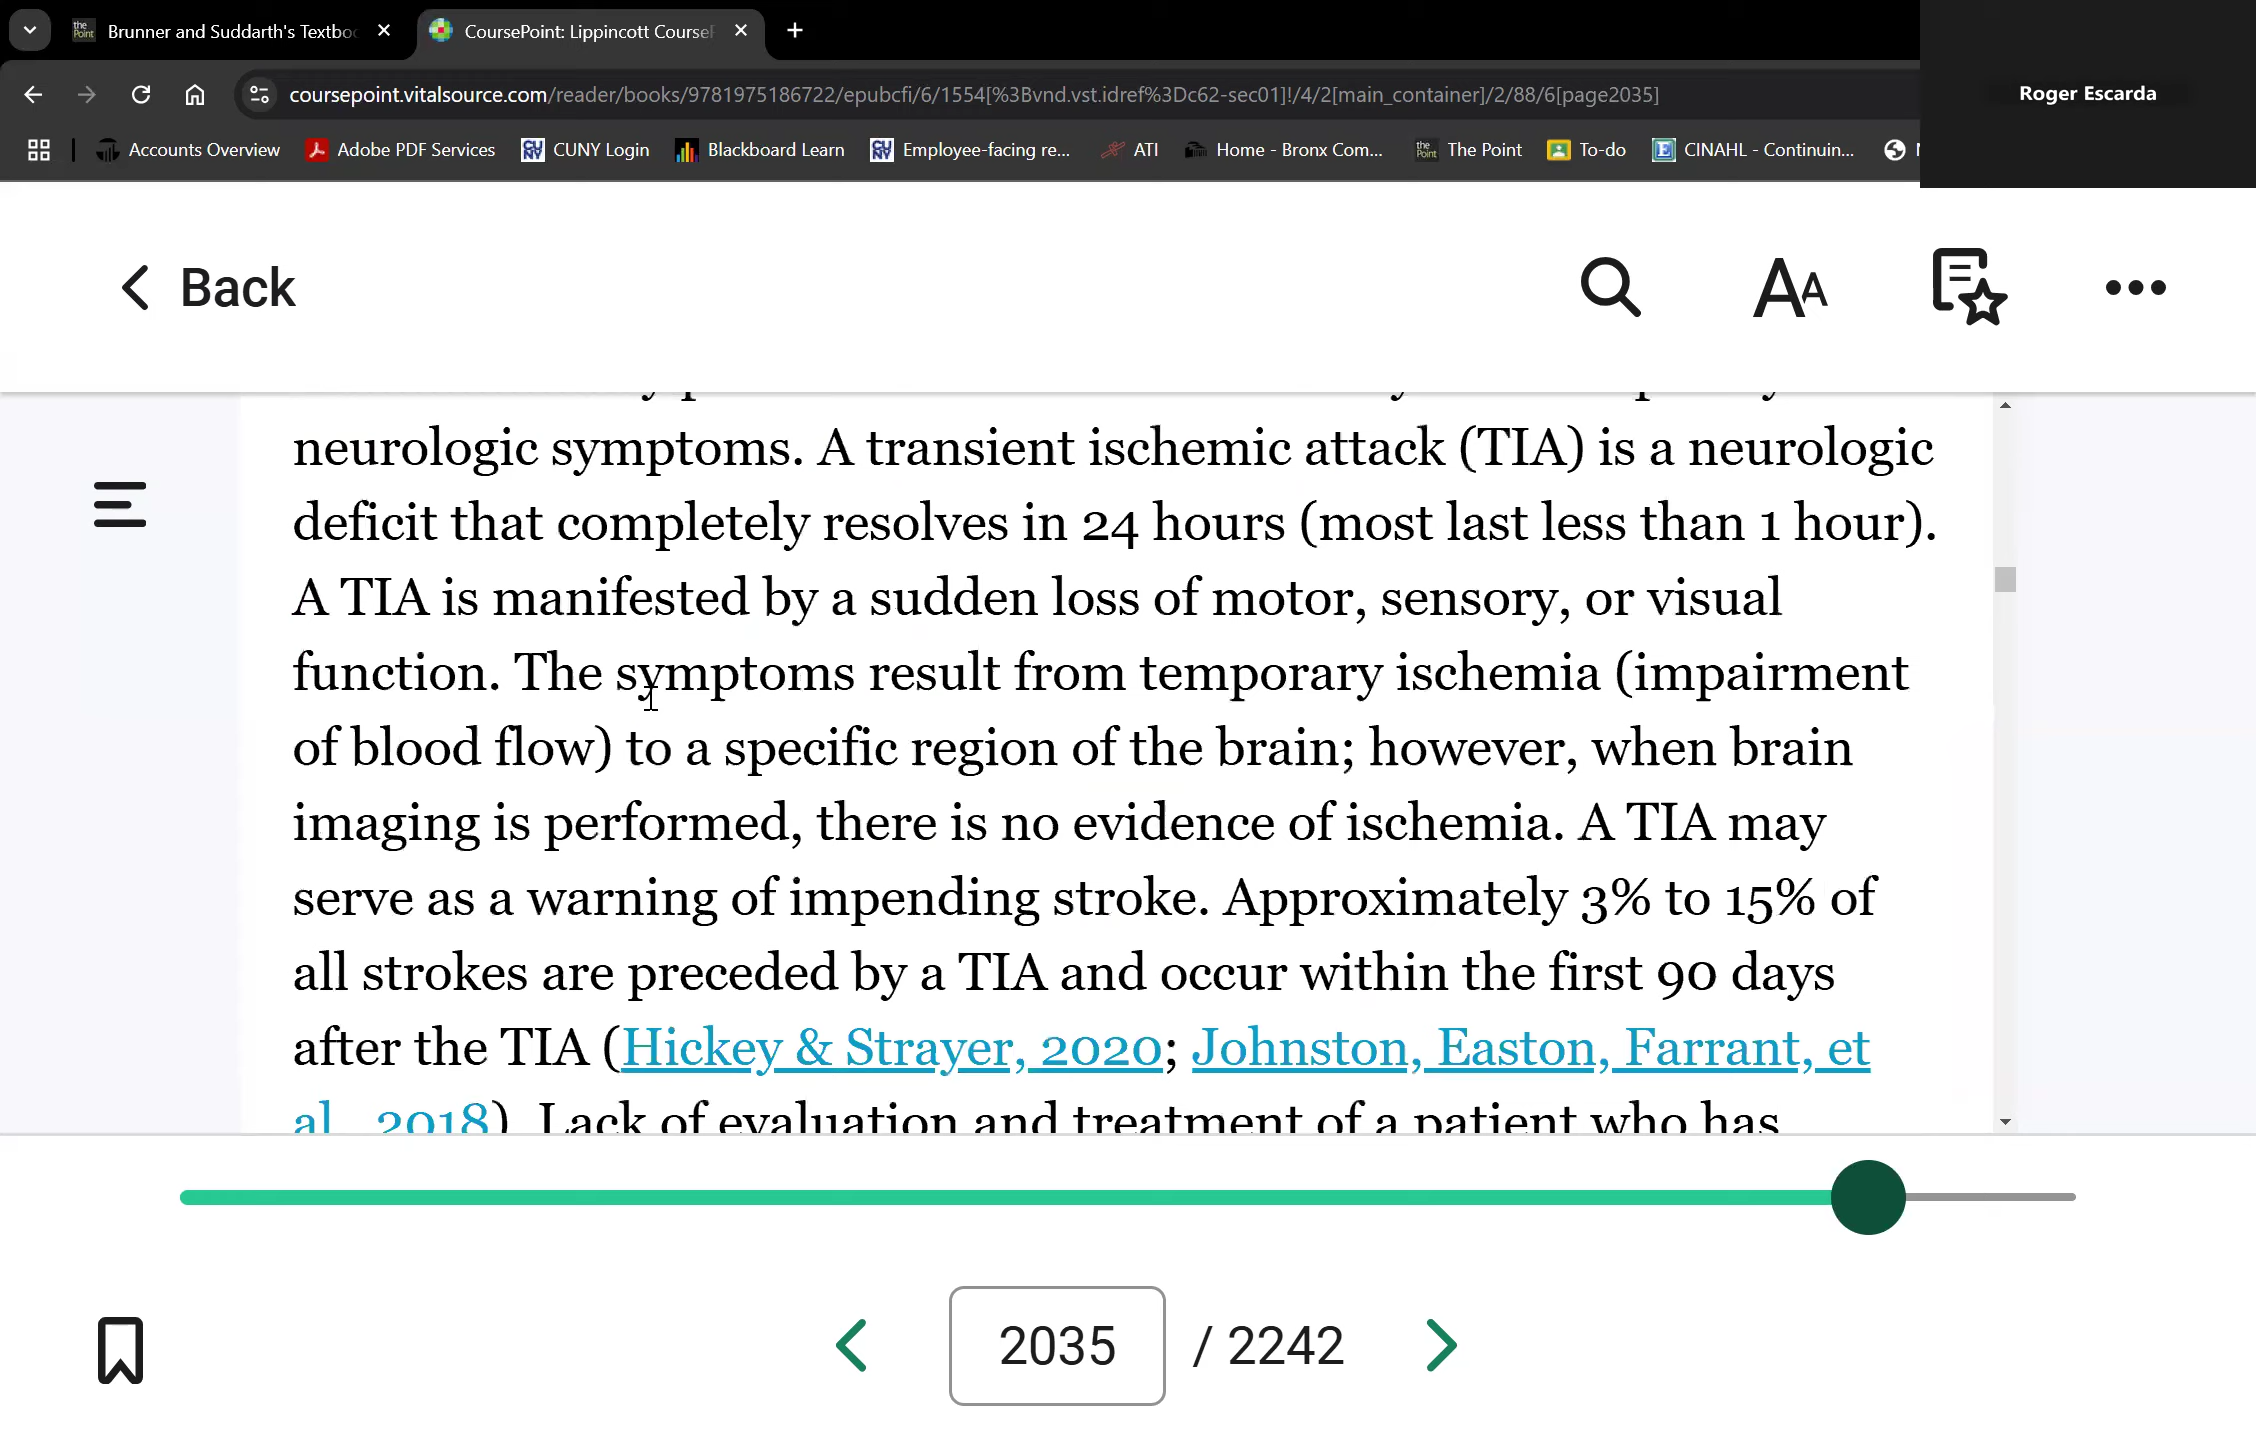 the Point Brunner and Suddarth's Textbo
CoursePoint: Lippincott CourseP
coursepoint.vitalsource.com/reader/books/9781975186722/epubcfi/6/1554[%3Bvnd.vst.idref%3Dc62-sec01]!/4/2[main_container]/2/88/6[page2035]
Roger Escarda
Accounts Overview Adobe PDF Services CUNY Login Blackboard Learn Employee-facing re... ATI Home - Bronx Com... the Point The Point To-do CINAHL - Continuin...
Back
AA
neurologic symptoms. A transient ischemic attack (TIA) is a neurologic
deficit that completely resolves in 24 hours (most last less than 1 hour).
A TIA is manifested by a sudden loss of motor, sensory, or visual
function. The symptoms result from temporary ischemia (impairment
of blood flow) to a specific region of the brain; however, when brain
imaging is performed, there is no evidence of ischemia. A TIA may
serve as a warning of impending stroke. Approximately 3% to 15% of
all strokes are preceded by a TIA and occur within the first 90 days
after the TIA (Hickey & Strayer, 2020; Johnston, Easton, Farrant, et
al., 2018). Lack of evaluation and treatment of a patient who has
2035 / 2242